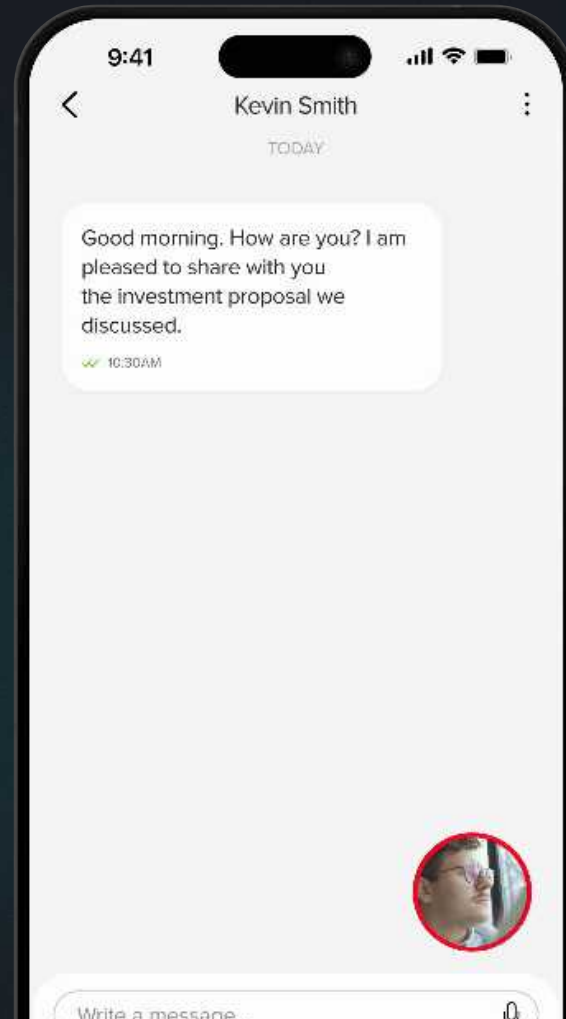 9:41
Kevin Smith
TODAY
Good morning. How are you? I am
pleased to share with you
the investment proposal we
discussed.
10:30AM
Write a message